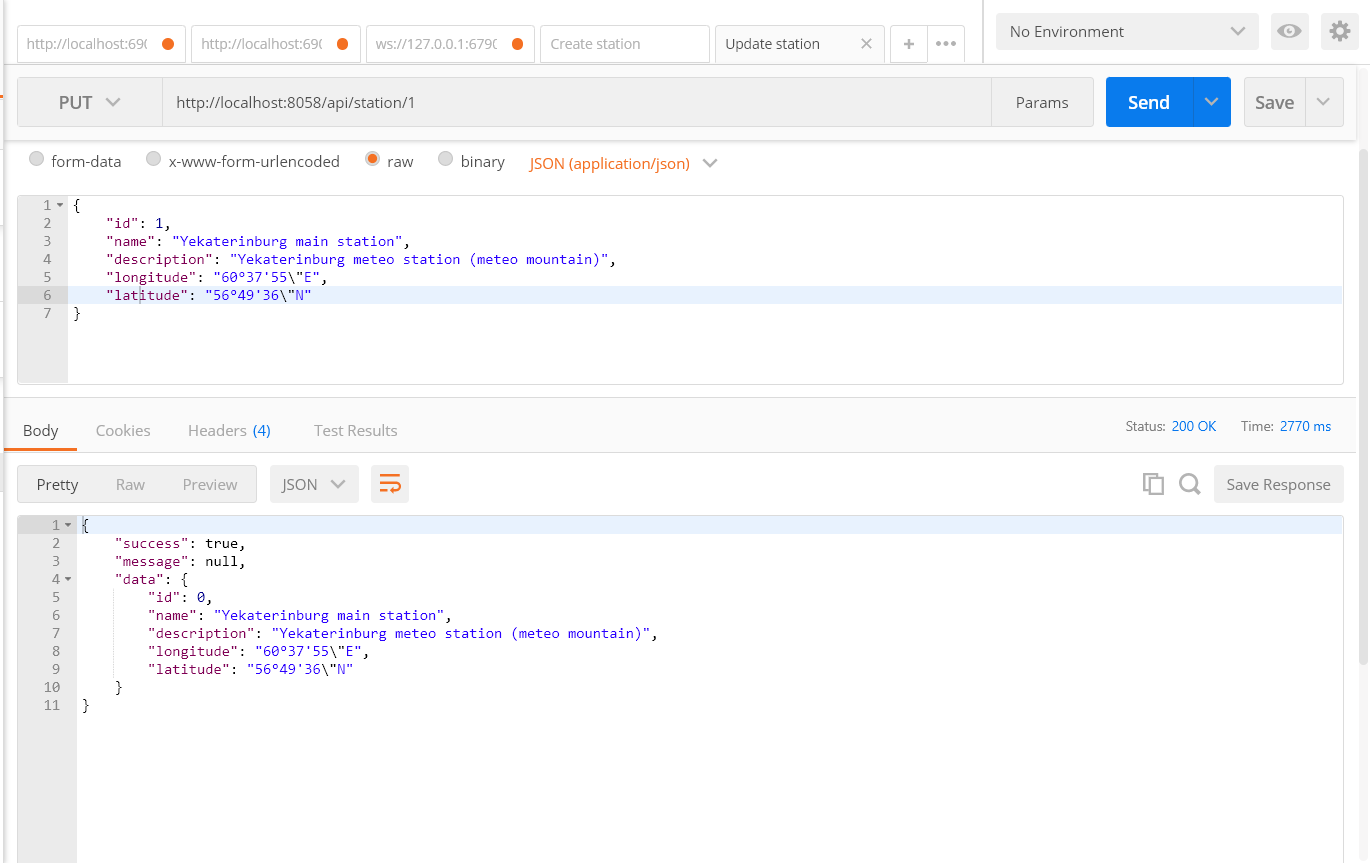 http://localhost:690 http://localhost:690 ws://127.0.0.1:6790 Create station Update station No Environment
PUT http://localhost:8058/api/station/1 Params Send Save
form-data x-www-form-urlencoded raw binary JSON (application/json)
1 {
2 "id": 1,
3 "name": "Yekaterinburg main station",
4 "description": "Yekaterinburg meteo station (meteo mountain)",
5 "longitude": "60°37'55\"E",
6 "latitude": "56°49'36\"N"
7 }
Body Cookies Headers (4) Test Results Status: 200 OK Time: 2770 ms
Pretty Raw Preview JSON Save Response
1 {
2 "success": true,
3 "message": null,
4 "data": {
5 "id": 0,
6 "name": "Yekaterinburg main station",
7 "description": "Yekaterinburg meteo station (meteo mountain)",
8 "longitude": "60°37'55\"E",
9 "latitude": "56°49'36\"N"
10 }
11 }